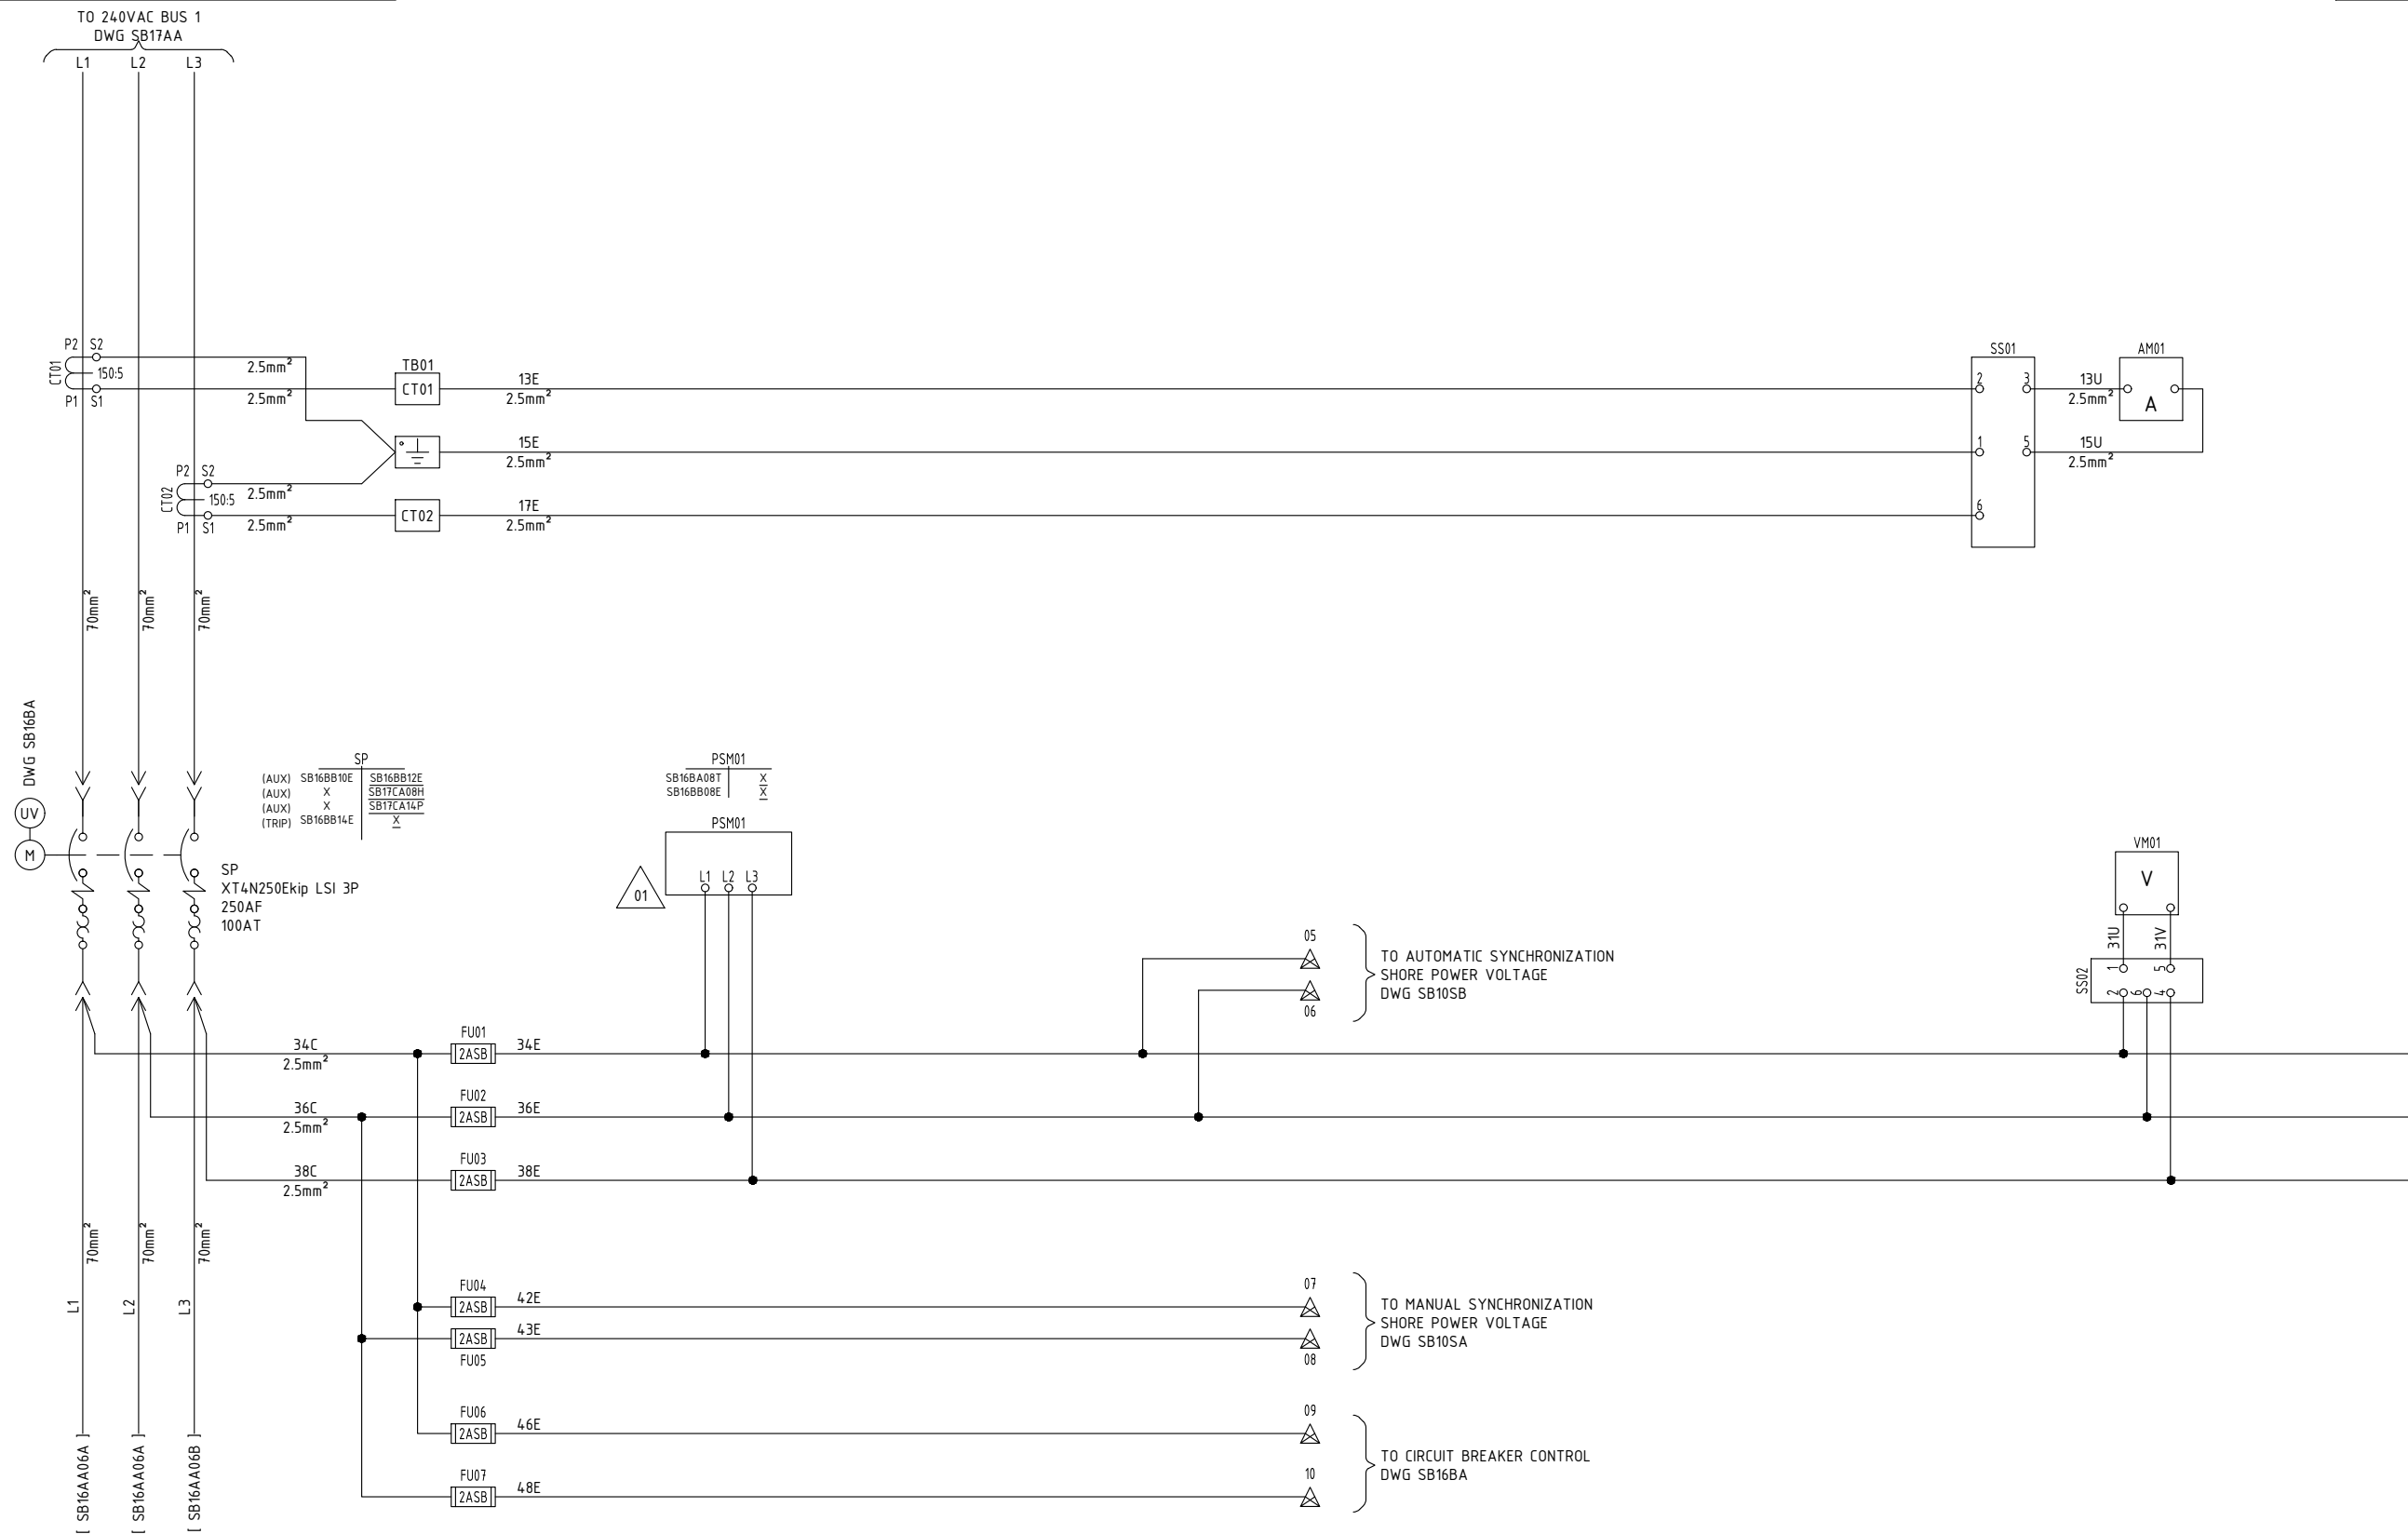 TO 240VAC BUS 1
DWG SB17AA
L1 L2 L3
P2 S2
CT01
150:5
P1 S1
2.5mm²
2.5mm²
TB01
CT01
13E
2.5mm²
15E
2.5mm²
P2 S2
CT02
150:5
P1 S1
2.5mm²
2.5mm²
CT02
17E
2.5mm²
SS01
2 3
1 5
6
13U
2.5mm²
15U
2.5mm²
AM01
A
70mm²
70mm²
70mm²
DWG SB16BA
UV
M
SP
(AUX) SB16BB10E SB16BB12E
(AUX) X SB17CA08H
(AUX) X SB17CA14P
(TRIP) SB16BB14E X
SP
XT4N250Ekip LSI 3P
250AF
100AT
PSM01
SB16BA08T X
SB16BB08E X
PSM01
L1 L2 L3
01
05
06
TO AUTOMATIC SYNCHRONIZATION
SHORE POWER VOLTAGE
DWG SB10SB
VM01
V
31U 31V
SS02
1 5
2 6 4
34C
2.5mm²
FU01
2ASB
34E
36C
2.5mm²
FU02
2ASB
36E
38C
2.5mm²
FU03
2ASB
38E
70mm²
70mm²
70mm²
L1
L2
L3
FU04
2ASB
42E
07
2ASB
43E
FU05
08
TO MANUAL SYNCHRONIZATION
SHORE POWER VOLTAGE
DWG SB10SA
FU06
2ASB
46E
09
FU07
2ASB
48E
10
TO CIRCUIT BREAKER CONTROL
DWG SB16BA
[ SB16AA06A ]
[ SB16AA06A ]
[ SB16AA06B ]